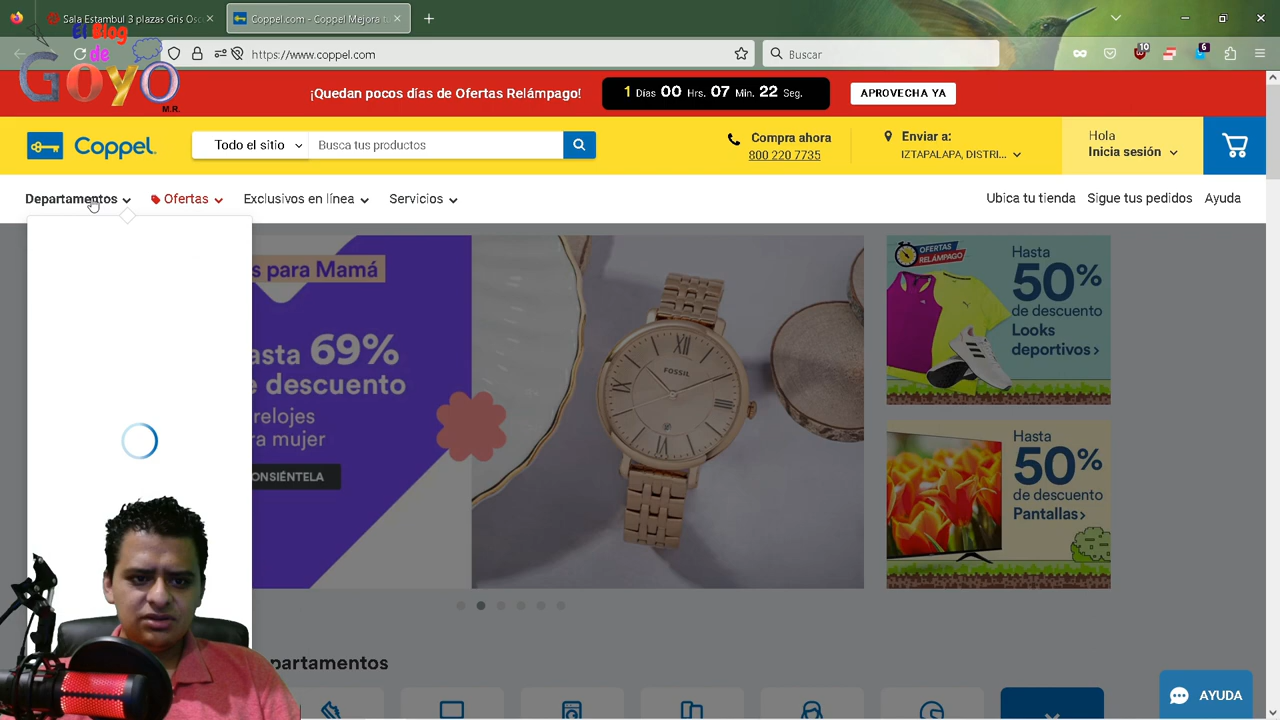 Sala Estambul 3 plazas Gris Os
Coppel.com - Coppel Mejora t
El Blog
de
GOYO
M.R.
https://www.coppel.com
Buscar
10
6
¡Quedan pocos días de Ofertas Relámpago!
1 Días 00 Hrs. 07 Min. 22 Seg.
APROVECHA YA
Coppel.
Todo el sitio
Busca tus productos
Compra ahora
800 220 7735
Enviar a:
IZTAPALAPA, DISTRI...
Hola
Inicia sesión
Departamentos
Ofertas
Exclusivos en línea
Servicios
Ubica tu tienda
Sigue tus pedidos
Ayuda
s para Mamá
asta 69%
e descuento
relojes
ra mujer
ONSIÉNTELA
FOSSIL
OFERTAS
RELÁMPAGO
Hasta
50%
de descuento
Looks
deportivos>
Hasta
50%
de descuento
Pantallas>
partamentos
AYUDA